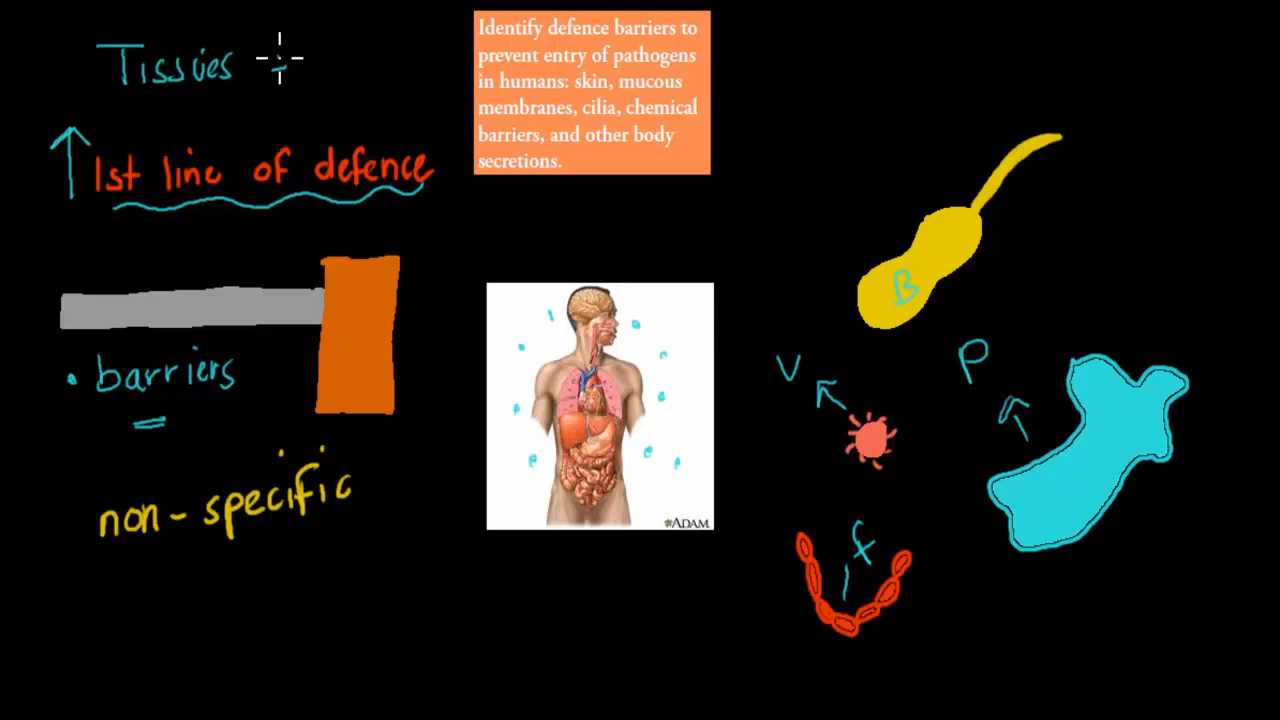 Tissues -
1st line of defence
• barriers
non-specific
Identify defence barriers to
prevent entry of pathogens
in humans: skin, mucous
membranes, cilia, chemical
barriers, and other body
secretions.
ADAM
B
V
P
f